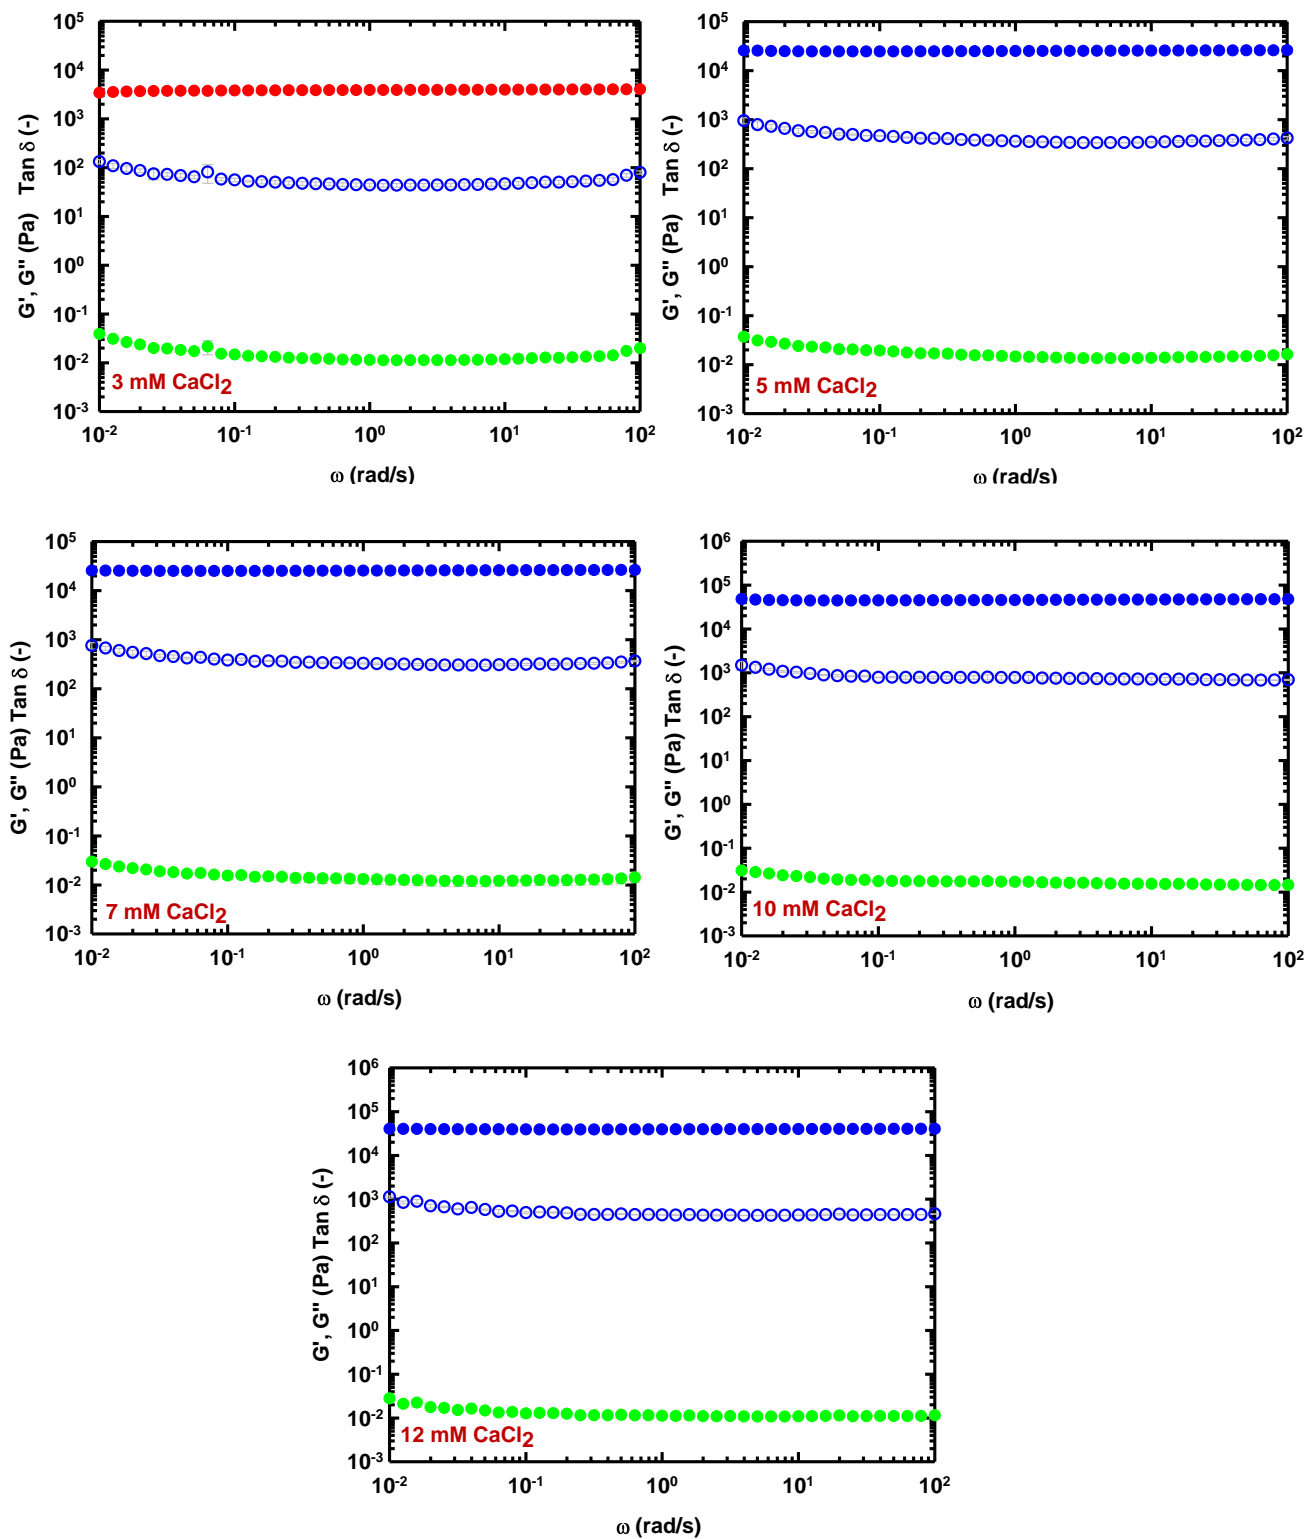 10⁵
10⁴
10³
10²
10¹
10⁰
10⁻¹
10⁻²
10⁻³
G', G'' (Pa) Tan δ (-)
3 mM CaCl₂
10⁻² 10⁻¹ 10⁰ 10¹ 10²
ω (rad/s)
10⁵
10⁴
10³
10²
10¹
10⁰
10⁻¹
10⁻²
10⁻³
G', G'' (Pa) Tan δ (-)
5 mM CaCl₂
10⁻² 10⁻¹ 10⁰ 10¹ 10²
ω (rad/s)
10⁵
10⁴
10³
10²
10¹
10⁰
10⁻¹
10⁻²
10⁻³
G', G'' (Pa) Tan δ (-)
7 mM CaCl₂
10⁻² 10⁻¹ 10⁰ 10¹ 10²
ω (rad/s)
10⁶
10⁵
10⁴
10³
10²
10¹
10⁰
10⁻¹
10⁻²
10⁻³
G', G'' (Pa) Tan δ (-)
10 mM CaCl₂
10⁻² 10⁻¹ 10⁰ 10¹ 10²
ω (rad/s)
10⁶
10⁵
10⁴
10³
10²
10¹
10⁰
10⁻¹
10⁻²
10⁻³
G', G'' (Pa) Tan δ (-)
12 mM CaCl₂
10⁻² 10⁻¹ 10⁰ 10¹ 10²
ω (rad/s)